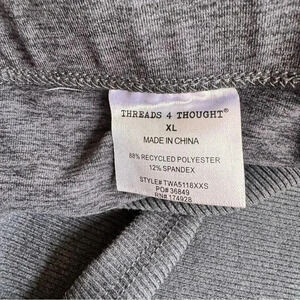 THREADS 4 THOUGHT®
XL
MADE IN CHINA
88% RECYCLED POLYESTER
12% SPANDEX
STYLE# TWA5118XXS
PO# 36849
RN# 174928